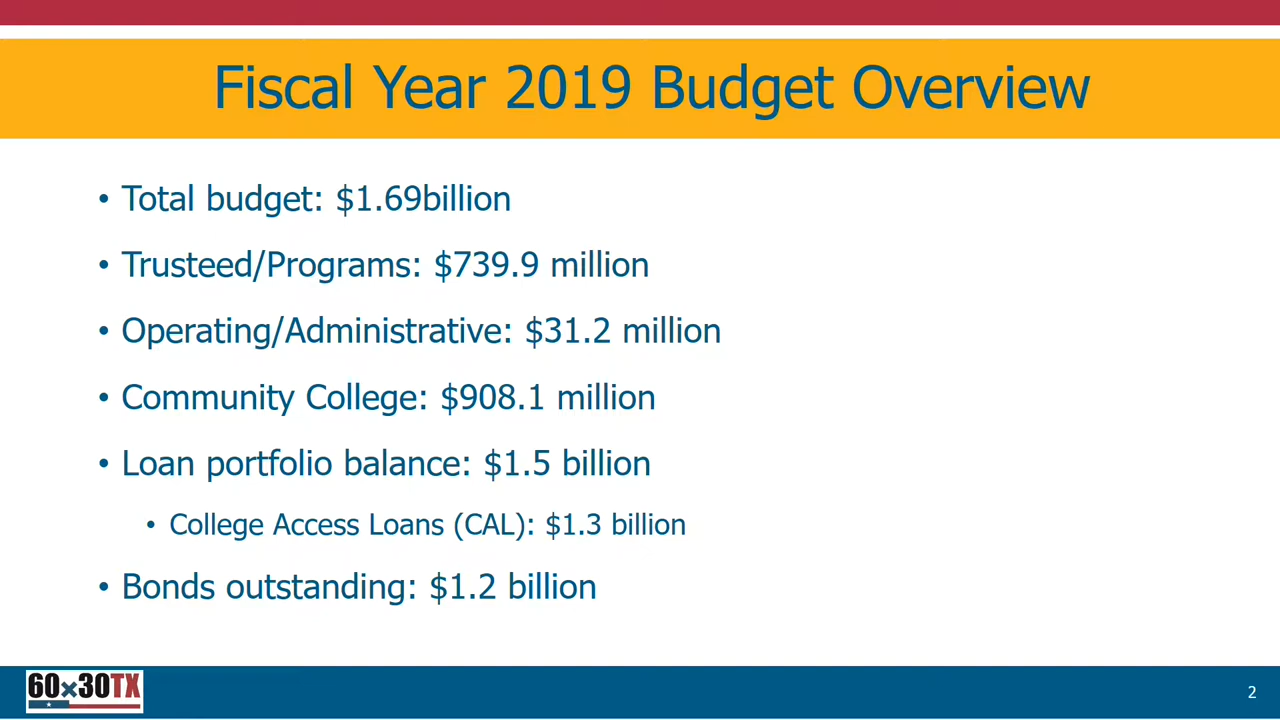 Fiscal Year 2019 Budget Overview
• Total budget: $1.69billion
• Trusteed/Programs: $739.9 million
• Operating/Administrative: $31.2 million
• Community College: $908.1 million
• Loan portfolio balance: $1.5 billion
• College Access Loans (CAL): $1.3 billion
• Bonds outstanding: $1.2 billion
60x30TX
2